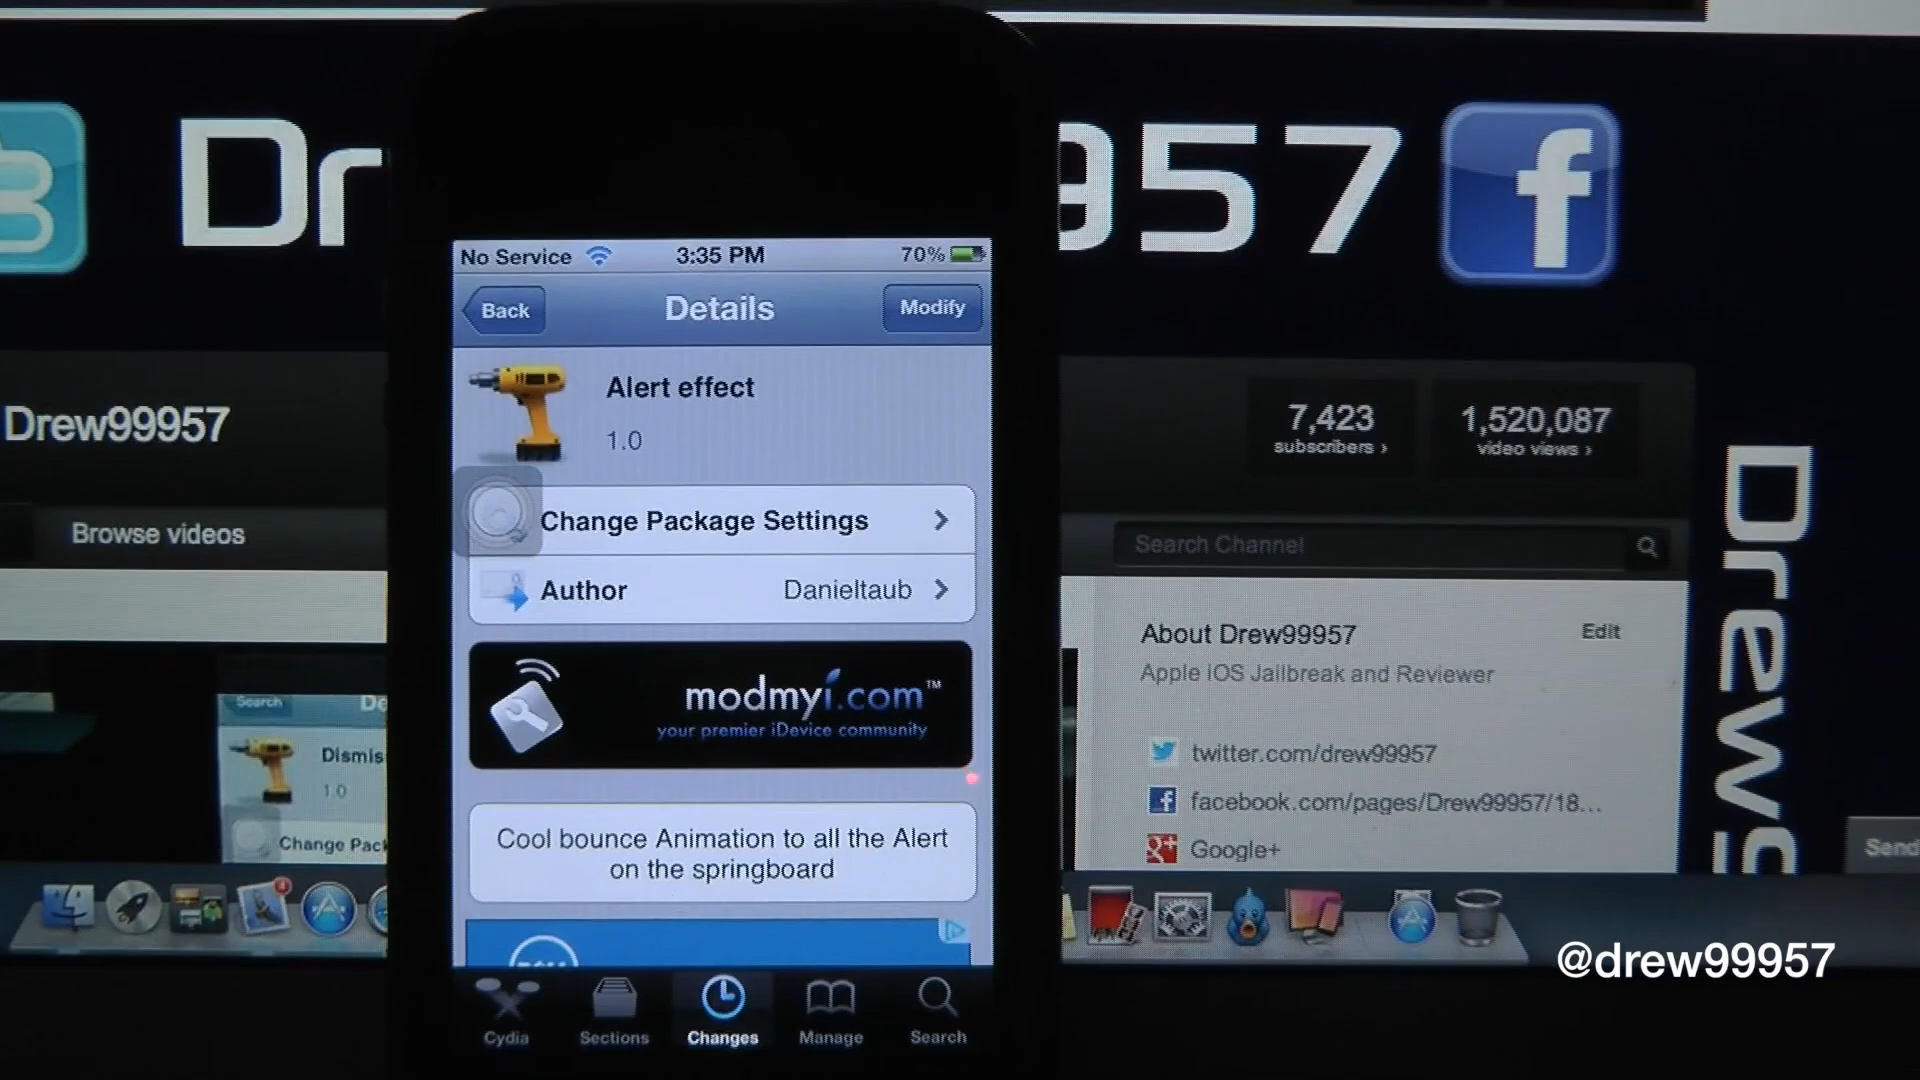 Dr
957
f
No Service
3:35 PM
70%
Back
Details
Modify
Alert effect
1.0
Change Package Settings
Author
Danieltaub
modmyi.com™
your premier iDevice community
Cool bounce Animation to all the Alert
on the springboard
Cydia
Sections
Changes
Manage
Search
Drew99957
Browse videos
Search
De
Dismis
1.0
Change Pack
7,423
subscribers ›
1,520,087
video views ›
Search Channel
About Drew99957
Edit
Apple iOS Jailbreak and Reviewer
twitter.com/drew99957
facebook.com/pages/Drew99957/18...
Google+
Drew9
Send
@drew99957